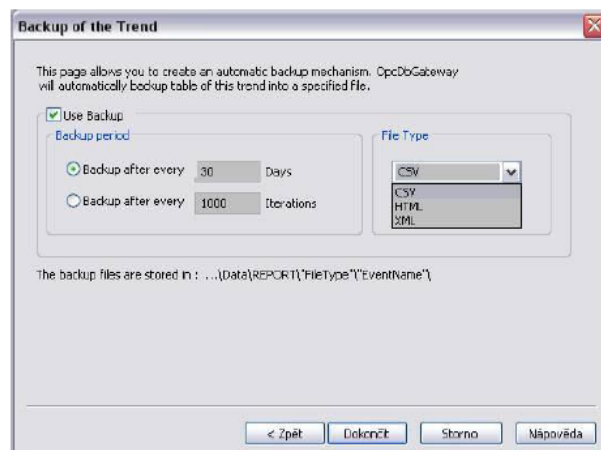 Backup of the Trend
This page allows you to create an automatic backup mechanism. OpcDbGateway
will automatically backup table of this trend into a specified file.
Use Backup
Backup period
File Type
Backup after every 30 Days
CSV
Backup after every 1000 Iterations
CSV
HTML
XML
The backup files are stored in : ...\Data\REPORT\"FileType"\"EventName"\
< Zpět
Dokončit
Storno
Nápověda